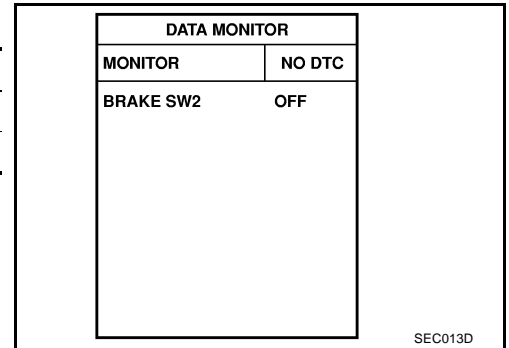 DATA MONITOR
MONITOR NO DTC
BRAKE SW2 OFF
SEC013D